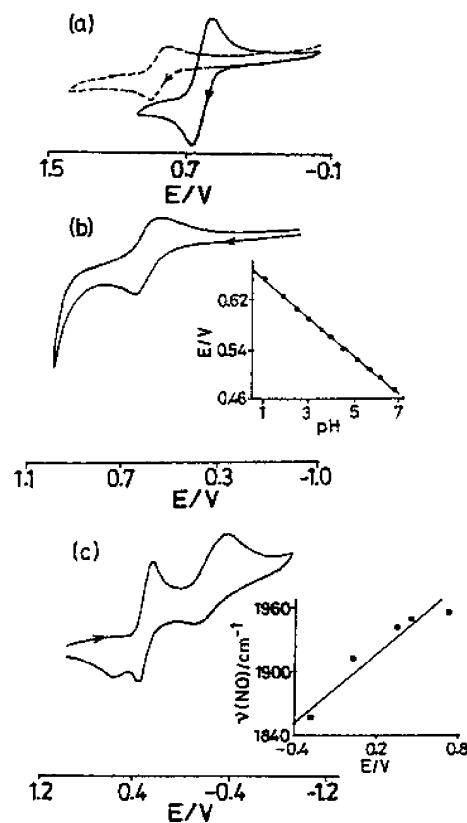 (a)
1.5 0.7 -0.1
E/V
(b)
E/V
0.62
0.54
0.46
1 3 5 7
pH
1.1 0.7 0.3 -1.0
E/V
(c)
ν(NO)/cm⁻¹
1960
1900
1840
-0.4 0.2 0.8
E/V
1.2 0.4 -0.4 -1.2
E/V